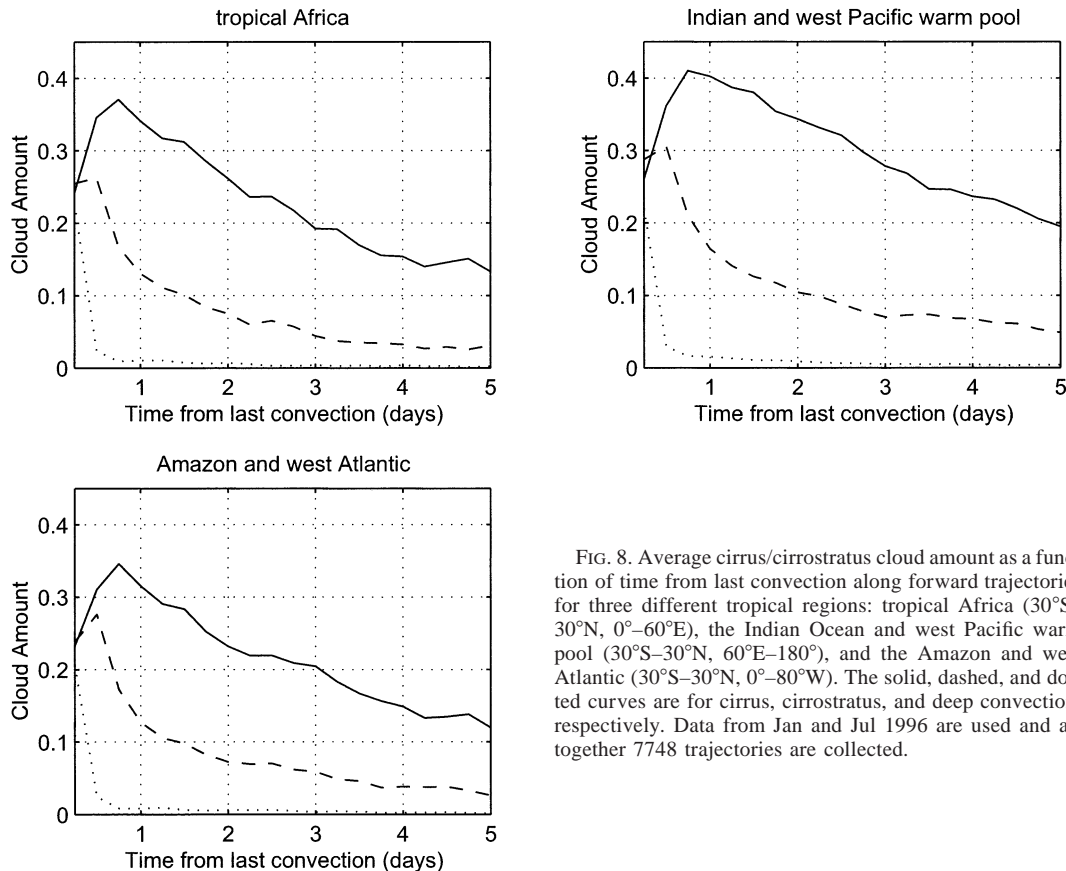 tropical Africa
0.4
0.3
0.2
0.1
0
Cloud Amount
1 2 3 4 5
Time from last convection (days)
Indian and west Pacific warm pool
0.4
0.3
0.2
0.1
0
Cloud Amount
1 2 3 4 5
Time from last convection (days)
Amazon and west Atlantic
0.4
0.3
0.2
0.1
0
Cloud Amount
1 2 3 4 5
Time from last convection (days)
FIG. 8. Average cirrus/cirrostratus cloud amount as a func
tion of time from last convection along forward trajectorie
for three different tropical regions: tropical Africa (30°S
30°N, 0°–60°E), the Indian Ocean and west Pacific war
pool (30°S–30°N, 60°E–180°), and the Amazon and we
Atlantic (30°S–30°N, 0°–80°W). The solid, dashed, and do
ted curves are for cirrus, cirrostratus, and deep convectio
respectively. Data from Jan and Jul 1996 are used and a
together 7748 trajectories are collected.